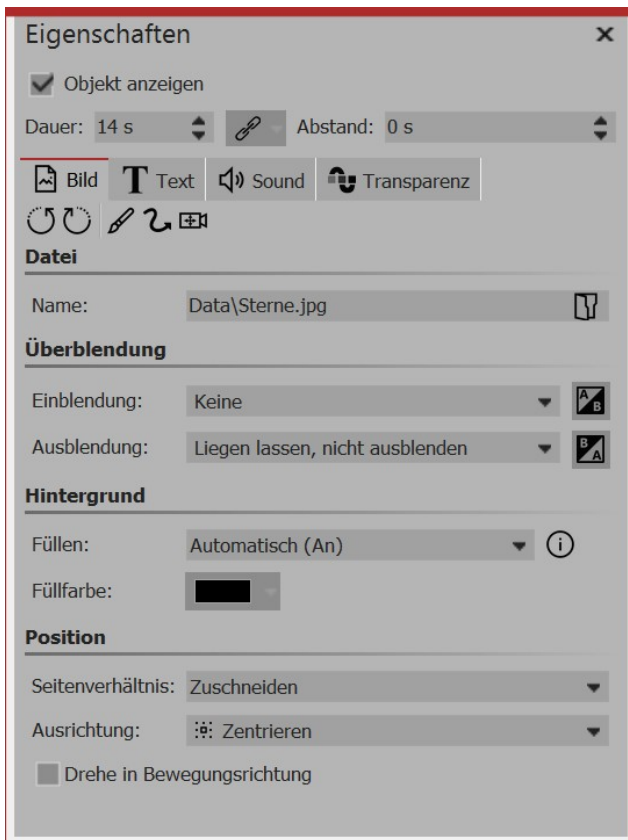 Eigenschaften
Objekt anzeigen
Dauer: 14 s Abstand: 0 s
Bild T Text Sound Transparenz
Datei
Name: Data\Sterne.jpg
Überblendung
Einblendung: Keine A B
Ausblendung: Liegen lassen, nicht ausblenden B A
Hintergrund
Füllen: Automatisch (An) i
Füllfarbe:
Position
Seitenverhältnis: Zuschneiden
Ausrichtung: Zentrieren
Drehe in Bewegungsrichtung